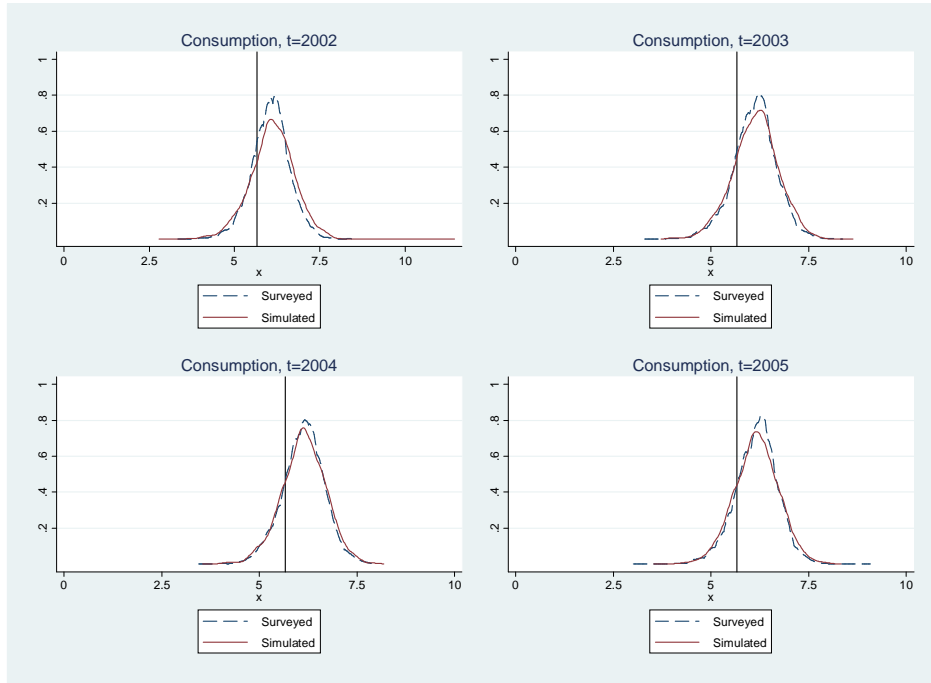 Consumption, t=2002
1
.8
.6
.4
.2
0 2.5 5 7.5 10
x
Surveyed
Simulated
Consumption, t=2003
1
.8
.6
.4
.2
0 2.5 5 7.5 10
x
Surveyed
Simulated
Consumption, t=2004
1
.8
.6
.4
.2
0 2.5 5 7.5 10
x
Surveyed
Simulated
Consumption, t=2005
1
.8
.6
.4
.2
0 2.5 5 7.5 10
x
Surveyed
Simulated